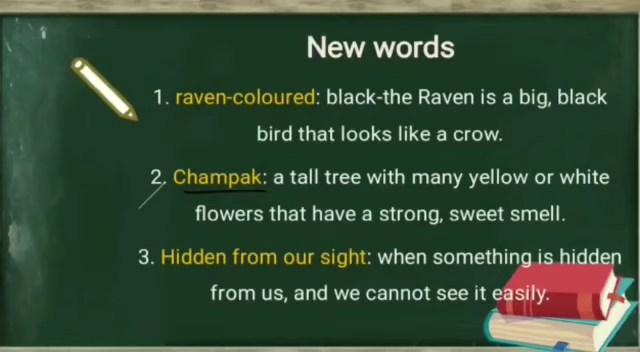 New words
1. raven-coloured: black-the Raven is a big, black
bird that looks like a crow.
2. Champak: a tall tree with many yellow or white
flowers that have a strong, sweet smell.
3. Hidden from our sight: when something is hidden
from us, and we cannot see it easily.